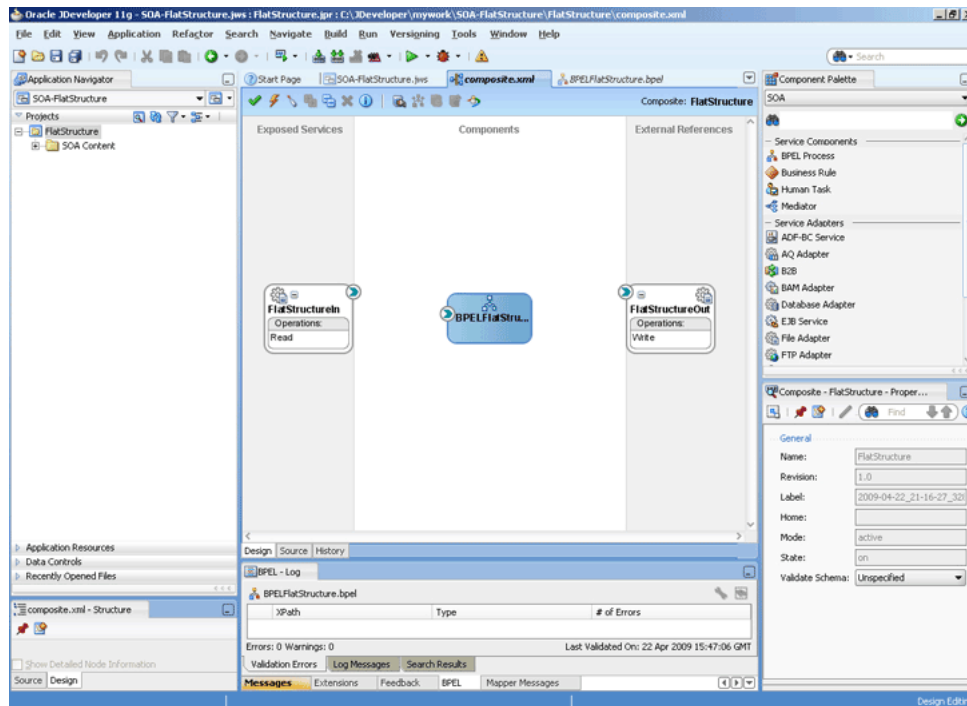 Oracle JDeveloper 11g - SOA-FlatStructure.jws : FlatStructure.jpr : C:\JDeveloper\mywork\SOA-FlatStructure\FlatStructure\composite.xml
File Edit View Application Refactor Search Navigate Build Run Versioning Tools Window Help
Search
Application Navigator
SOA-FlatStructure
Projects
FlatStructure
SOA Content
Application Resources
Data Controls
Recently Opened Files
composite.xml - Structure
Show Detailed Node Information
Source Design
Start Page SOA-FlatStructure.jws composite.xml BPELFlatStructure.bpel
Composite: FlatStructure
Exposed Services Components External References
FlatStructureIn
Operations:
Read
BPELFlatStru...
FlatStructureOut
Operations:
Write
Design Source History
BPEL - Log
BPELFlatStructure.bpel
XPath Type # of Errors
Errors: 0 Warnings: 0 Last Validated On: 22 Apr 2009 15:47:06 GMT
Validation Errors Log Messages Search Results
Messages Extensions Feedback BPEL Mapper Messages
Component Palette
SOA
Service Components
BPEL Process
Business Rule
Human Task
Mediator
Service Adapters
ADF-BC Service
AQ Adapter
B2B
BAM Adapter
Database Adapter
EJB Service
File Adapter
FTP Adapter
Composite - FlatStructure - Proper...
Find
General
Name: FlatStructure
Revision: 1.0
Label: 2009-04-22_21-16-27_32
Home:
Mode: active
State: on
Validate Schema: Unspecified
Design Editi